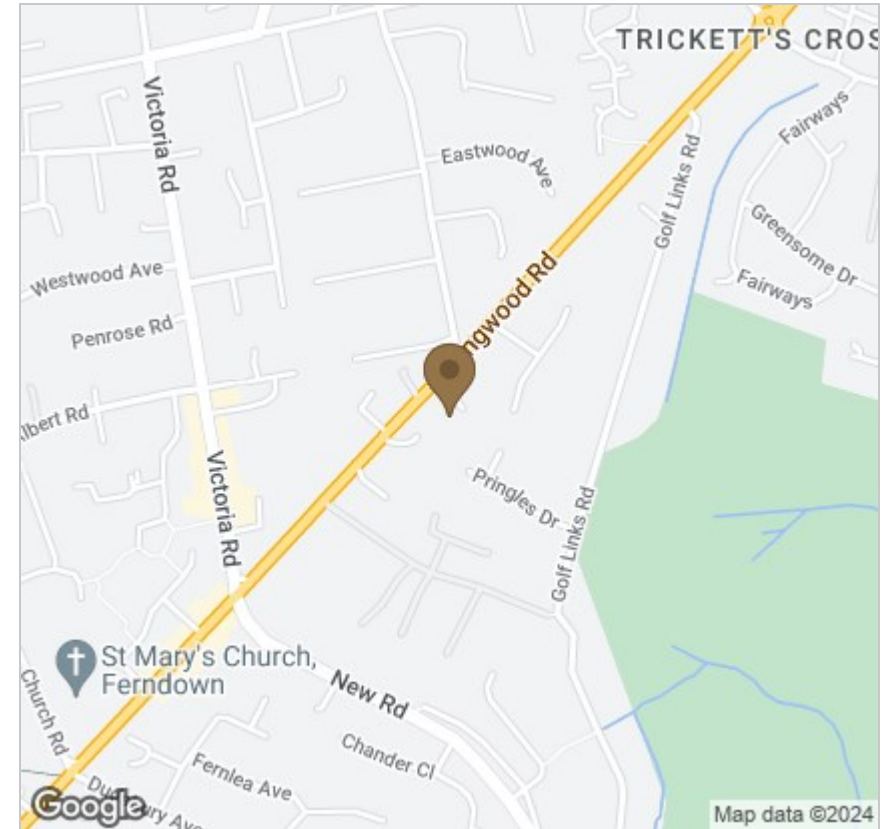 TRICKETT'S CROS
Victoria Rd
Fairways
Eastwood Ave
Golf Links Rd
Greensome Dr
Westwood Ave
Fairways
ngwood Rd
Penrose Rd
lbert Rd
Victoria Rd
Pringles Dr
Golf Links Rd
St Mary's Church,
Ferndown
New Rd
Church Rd
Chander Cl
Fernlea Ave
Google
Map data ©2024